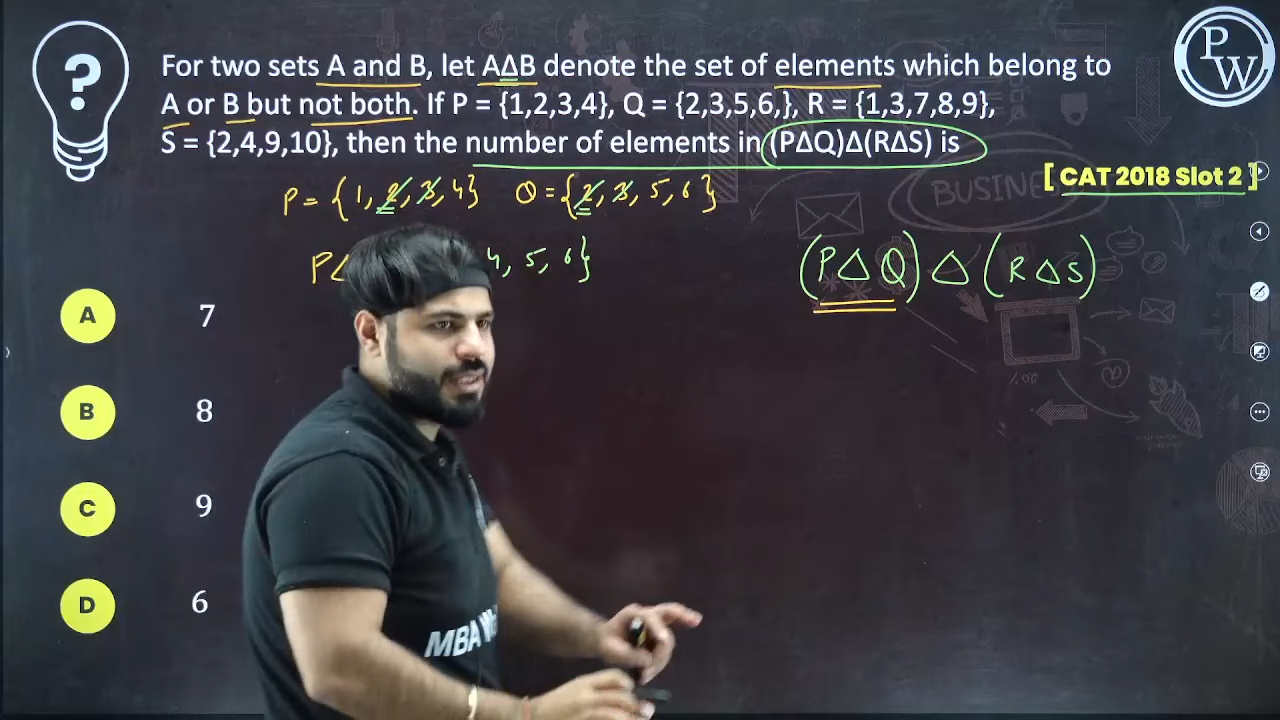 For two sets A and B, let AΔB denote the set of elements which belong to
A or B but not both. If P = {1,2,3,4}, Q = {2,3,5,6,}, R = {1,3,7,8,9},
S = {2,4,9,10}, then the number of elements in (PΔQ)Δ(RΔS) is
PW
[ CAT 2018 Slot 2 ]
BUSINE
P = {1, 2, 3, 4} Q = {2, 3, 5, 6}
PΔ 4, 5, 6}
(PΔQ) Δ (RΔS)
A 7
B 8
C 9
D 6
MBA W